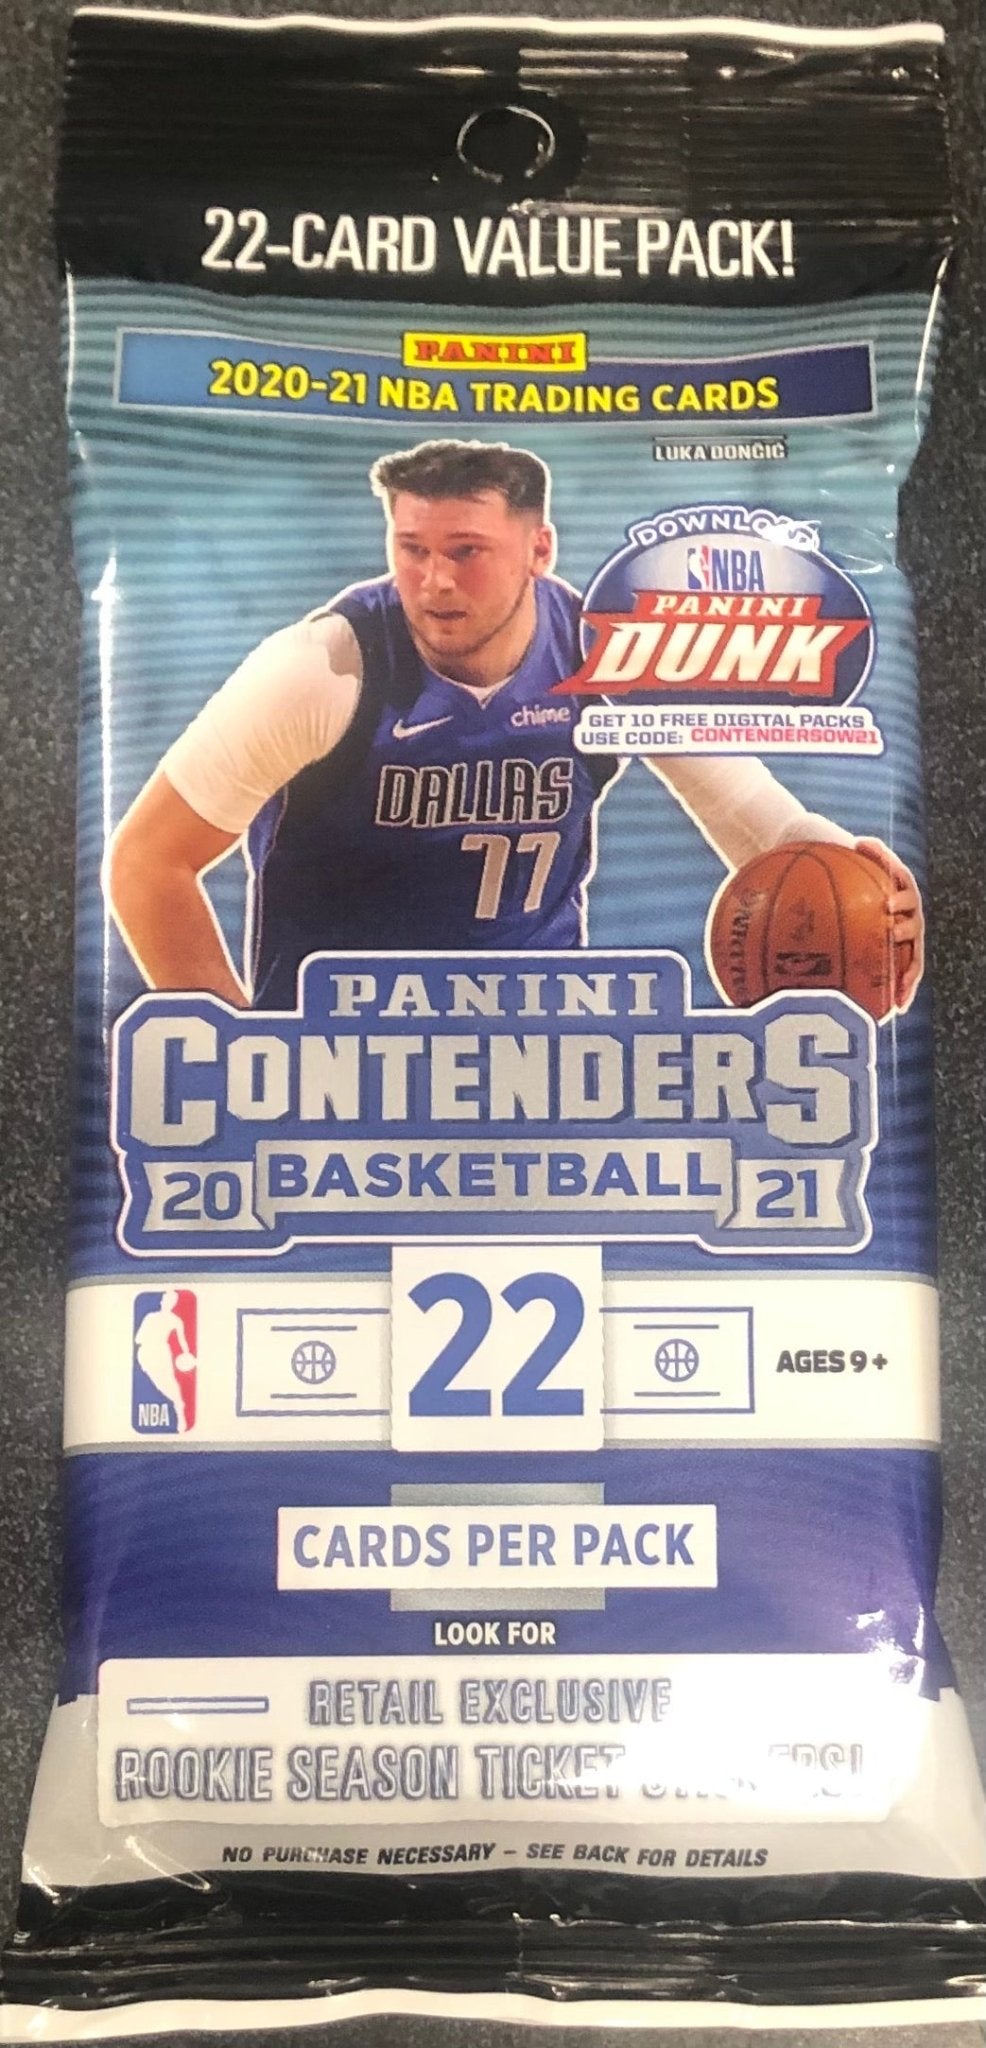 22-CARD VALUE PACK!
PANINI
2020-21 NBA TRADING CARDS
LUKA DONČIĆ
DOWNLOAD
NBA
PANINI
DUNK
GET 10 FREE DIGITAL PACKS
USE CODE: CONTENDERSOW21
chime
DALLAS
77
PANINI
CONTENDERS
20 BASKETBALL 21
NBA
22
AGES 9+
CARDS PER PACK
LOOK FOR
RETAIL EXCLUSIVE
ROOKIE SEASON TICKET
NO PURCHASE NECESSARY – SEE BACK FOR DETAILS